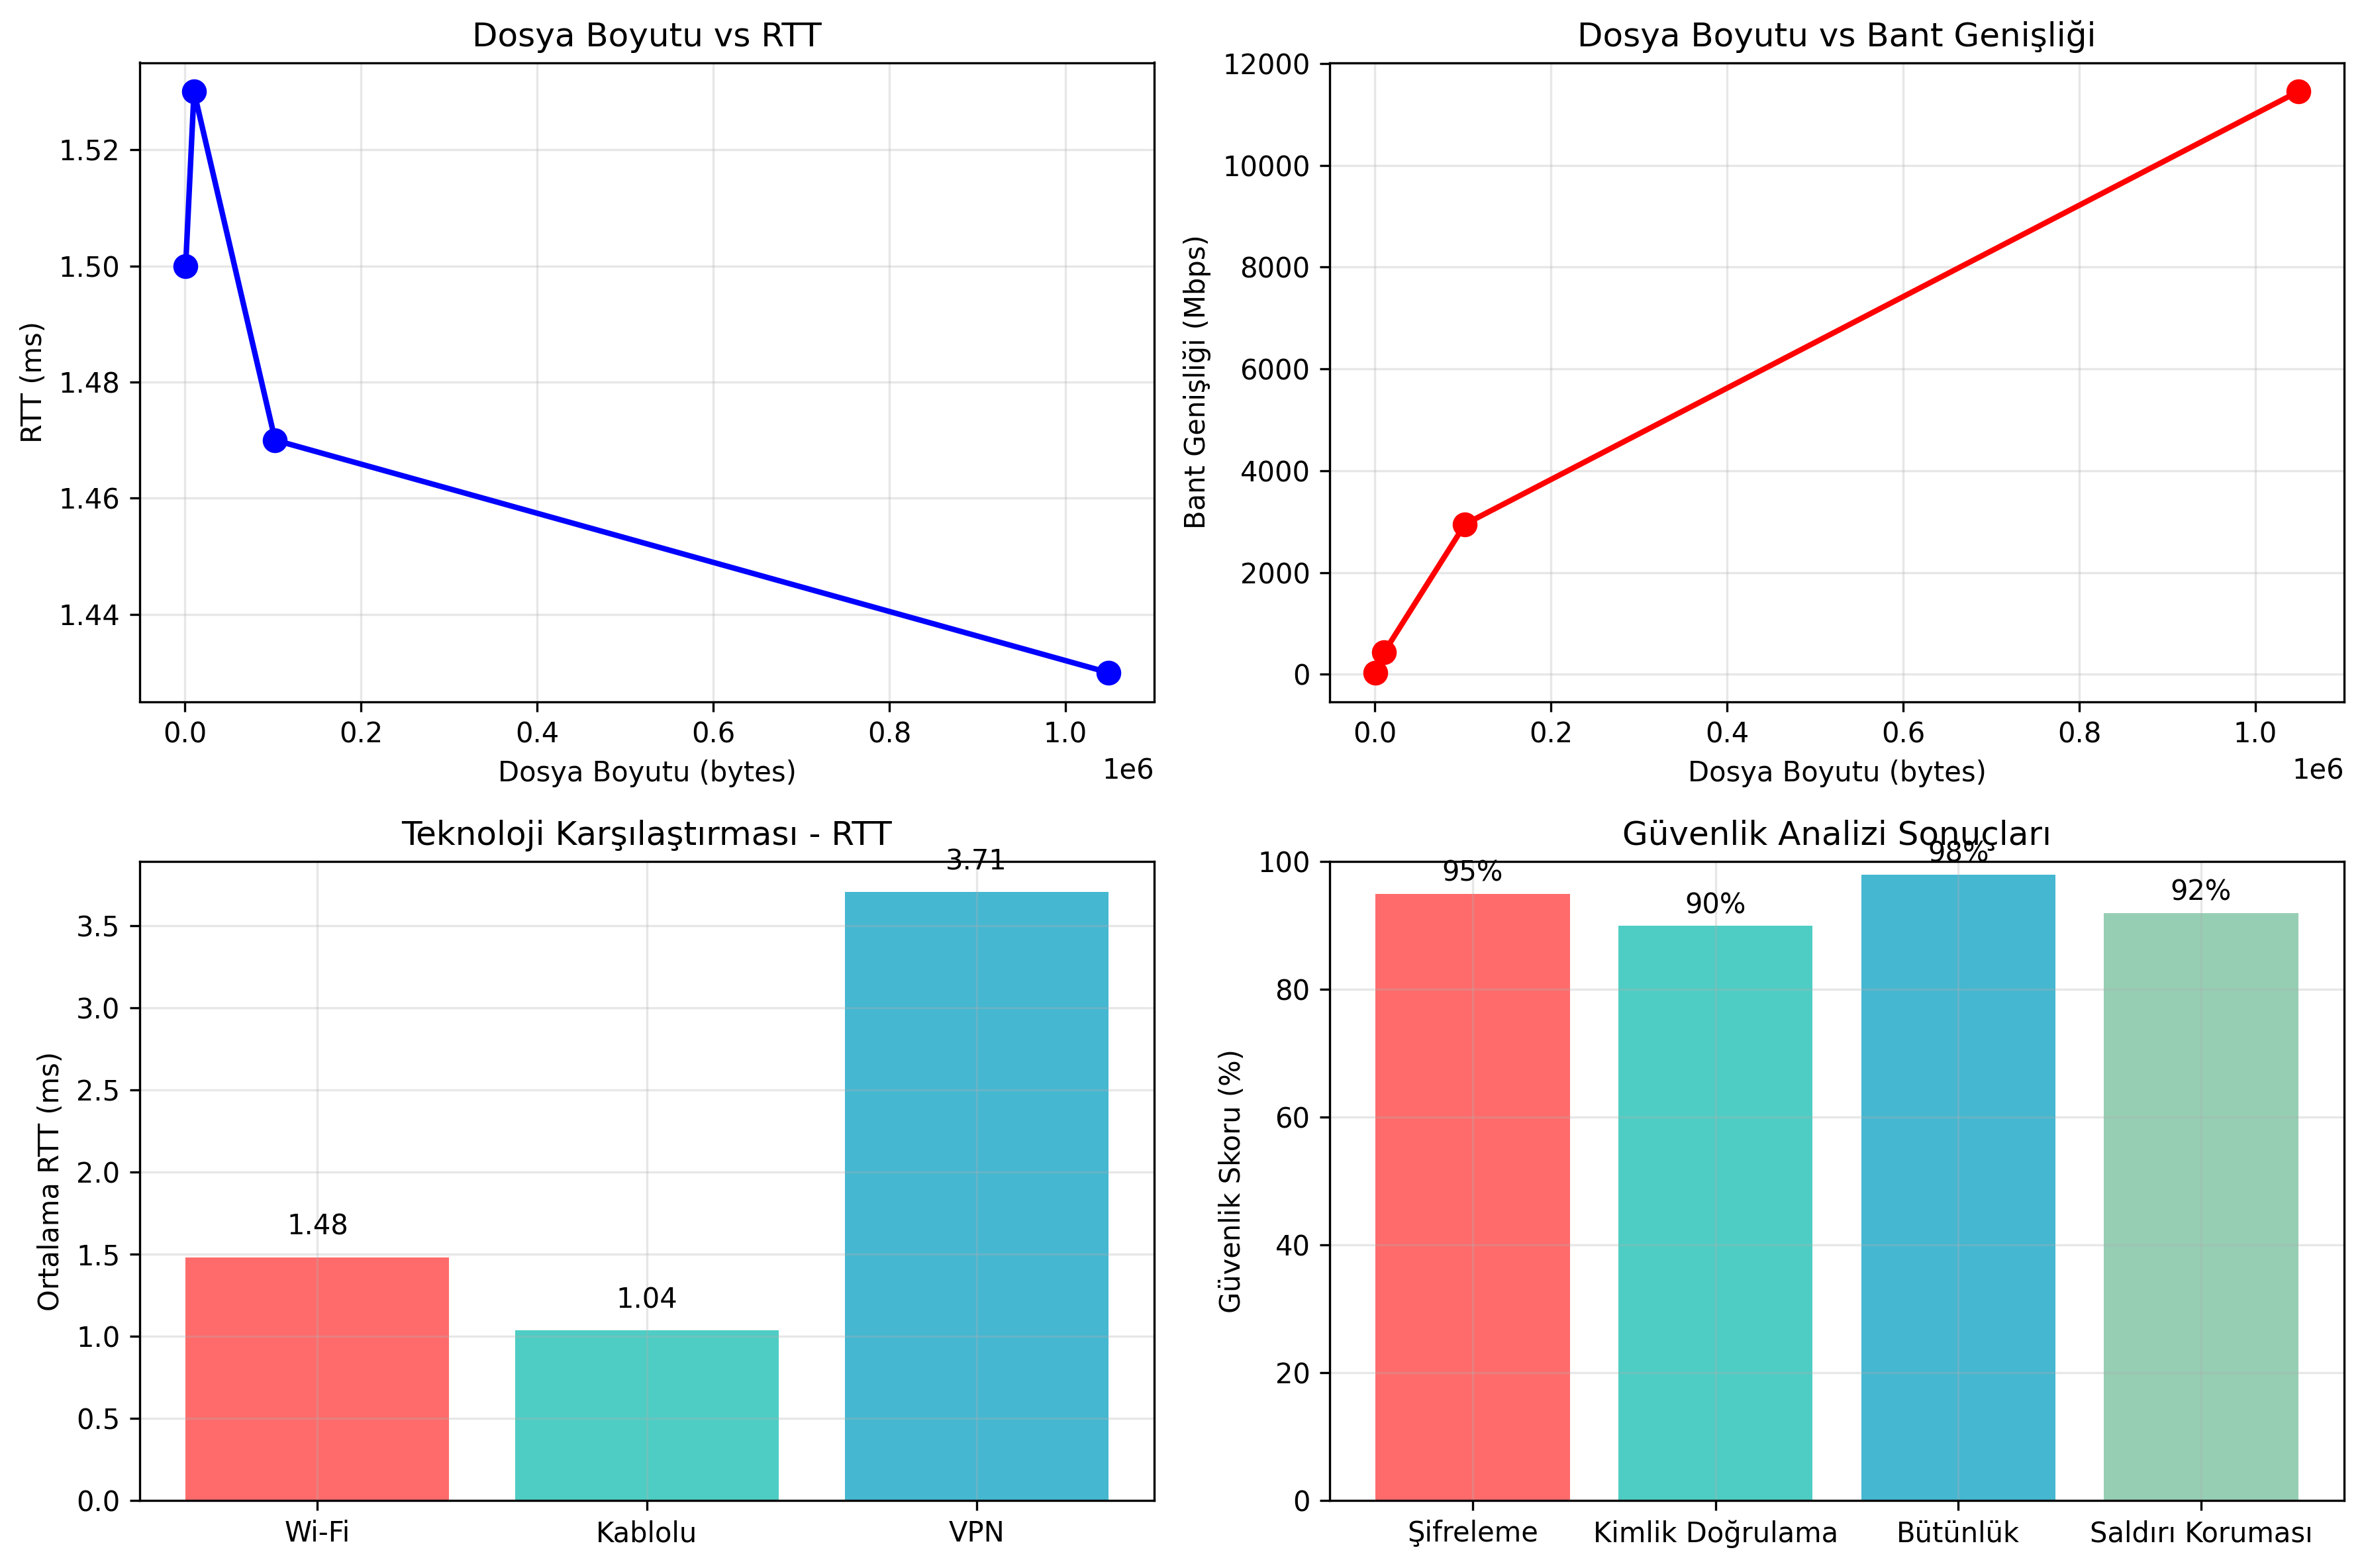 Dosya Boyutu vs RTT
1.52
1.50
1.48
1.46
1.44
RTT (ms)
0.0 0.2 0.4 0.6 0.8 1.0
Dosya Boyutu (bytes)
1e6
Dosya Boyutu vs Bant Genişliği
12000
10000
8000
6000
4000
2000
0
Bant Genişliği (Mbps)
0.0 0.2 0.4 0.6 0.8 1.0
Dosya Boyutu (bytes)
1e6
Teknoloji Karşılaştırması - RTT
3.5
3.0
2.5
2.0
1.5
1.0
0.5
0.0
Ortalama RTT (ms)
1.48
1.04
3.71
Wi-Fi Kablolu VPN
Güvenlik Analizi Sonuçları
100
80
60
40
20
0
Güvenlik Skoru (%)
95%
90%
98%
92%
Şifreleme Kimlik Doğrulama Bütünlük Saldırı Koruması